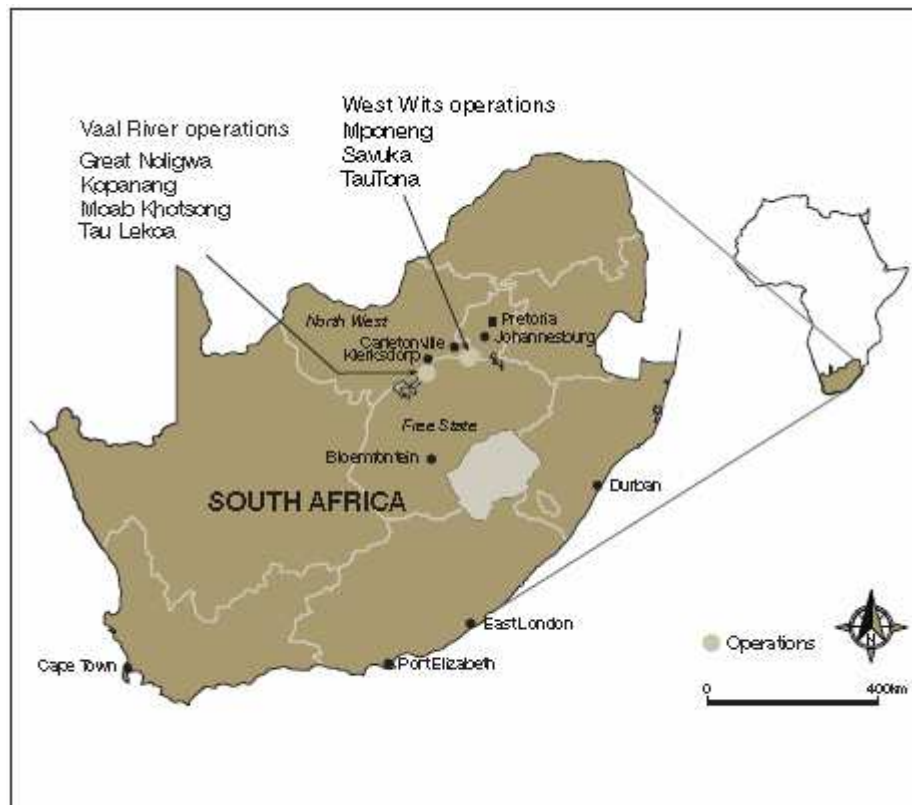 West Wits operations
Mponeng
Savuka
TauTona
Vaal River operations
Great Noligwa
Kopanang
Moab Khotsong
Tau Lekoa
North West
Pretoria
Johannesburg
Carletonville
Klerksdorp
Free State
Bloemfontein
SOUTH AFRICA
Durban
East London
Port Elizabeth
Cape Town
N
Operations
0 400km